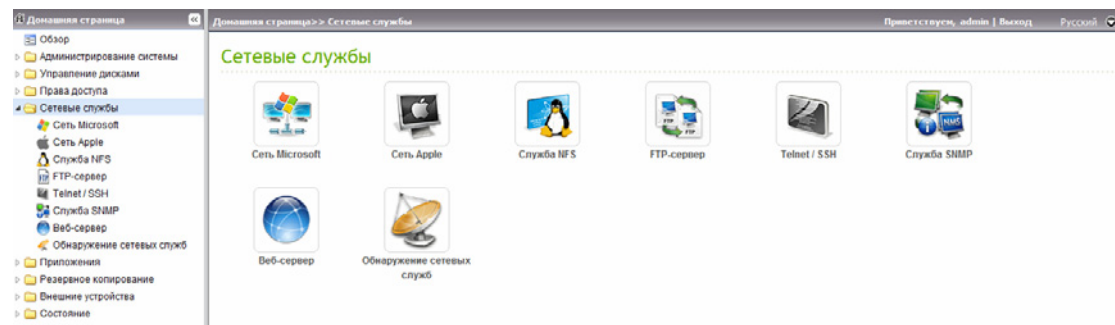 Домашняя страница
Домашняя страница>> Сетевые службы
Приветствуем, admin | Выход
Русский
Обзор
Администрирование системы
Управление дисками
Права доступа
Сетевые службы
Сеть Microsoft
Сеть Apple
Служба NFS
FTP-сервер
Telnet / SSH
Служба SNMP
Веб-сервер
Обнаружение сетевых служб
Приложения
Резервное копирование
Внешние устройства
Состояние
Сетевые службы
Сеть Microsoft
Сеть Apple
Служба NFS
FTP
FTP
FTP-сервер
Telnet / SSH
NMS
Служба SNMP
Веб-сервер
Обнаружение сетевых
служб